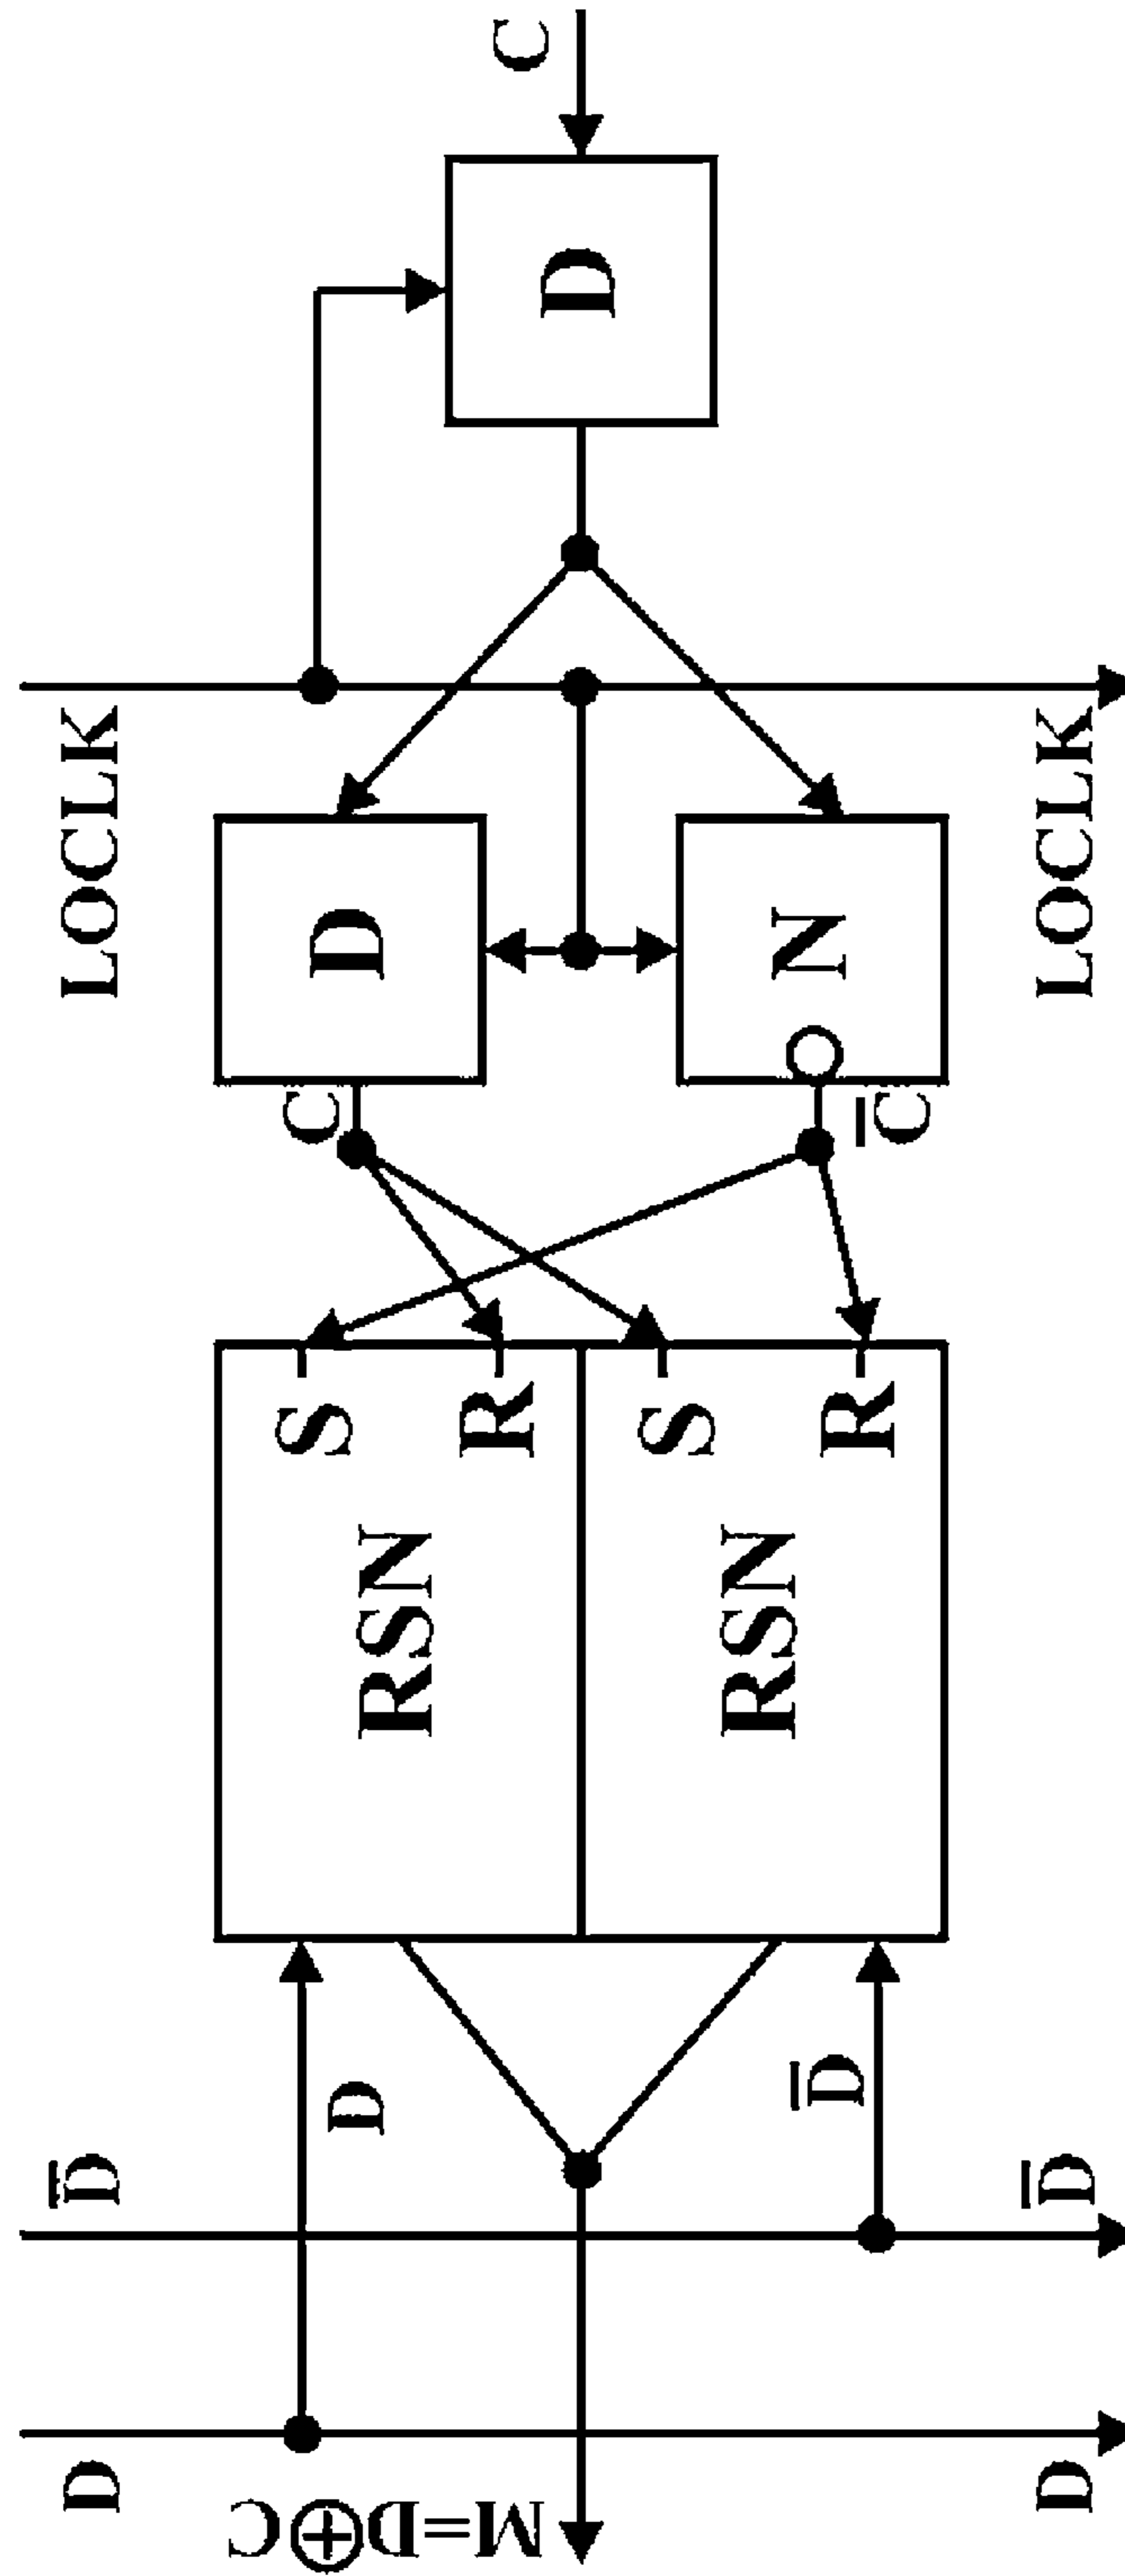 D D̅ LOCLK
M=D⊕C
S C
D D
RSN
R
C
D
S
RSN
N
D̅
R
C̅
D D̅ LOCLK